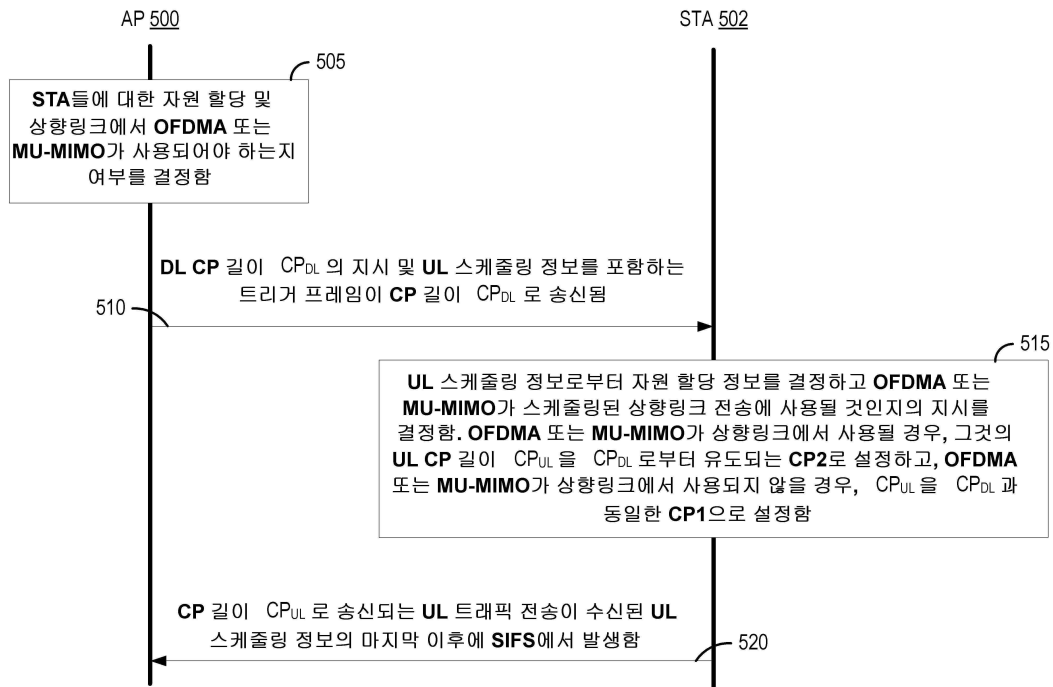 AP 500
STA 502
505
STA들에 대한 자원 할당 및
상향링크에서 OFDMA 또는
MU-MIMO가 사용되어야 하는지
여부를 결정함
DL CP 길이 CPDL 의 지시 및 UL 스케줄링 정보를 포함하는
트리거 프레임이 CP 길이 CPDL 로 송신됨
510
515
UL 스케줄링 정보로부터 자원 할당 정보를 결정하고 OFDMA 또는
MU-MIMO가 스케줄링된 상향링크 전송에 사용될 것인지의 지시를
결정함. OFDMA 또는 MU-MIMO가 상향링크에서 사용될 경우, 그것의
UL CP 길이 CPUL 을 CPDL 로부터 유도되는 CP2로 설정하고, OFDMA
또는 MU-MIMO가 상향링크에서 사용되지 않을 경우, CPUL 을 CPDL 과
동일한 CP1으로 설정함
CP 길이 CPUL 로 송신되는 UL 트래픽 전송이 수신된 UL
스케줄링 정보의 마지막 이후에 SIFS에서 발생함
520